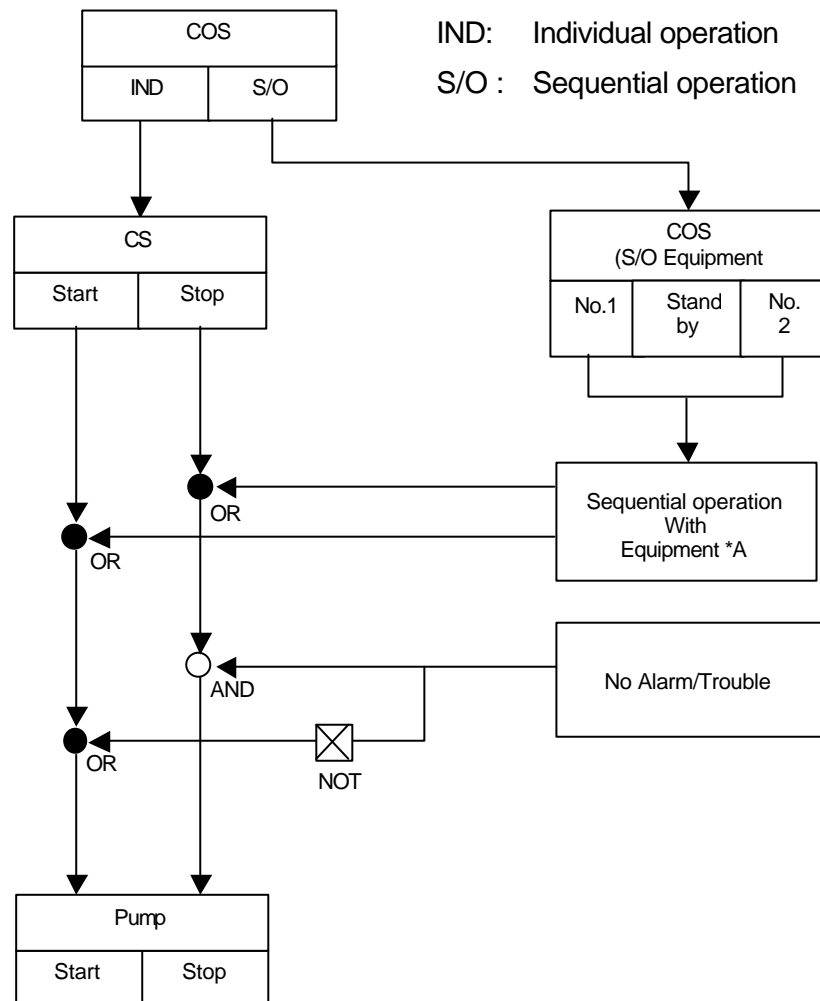 COS
IND: Individual operation
IND
S/O
S/O : Sequential operation
CS
Start
Stop
COS
(S/O Equipment
No.1
Stand
by
No.
2
OR
OR
Sequential operation
With
Equipment *A
AND
No Alarm/Trouble
OR
NOT
Pump
Start
Stop